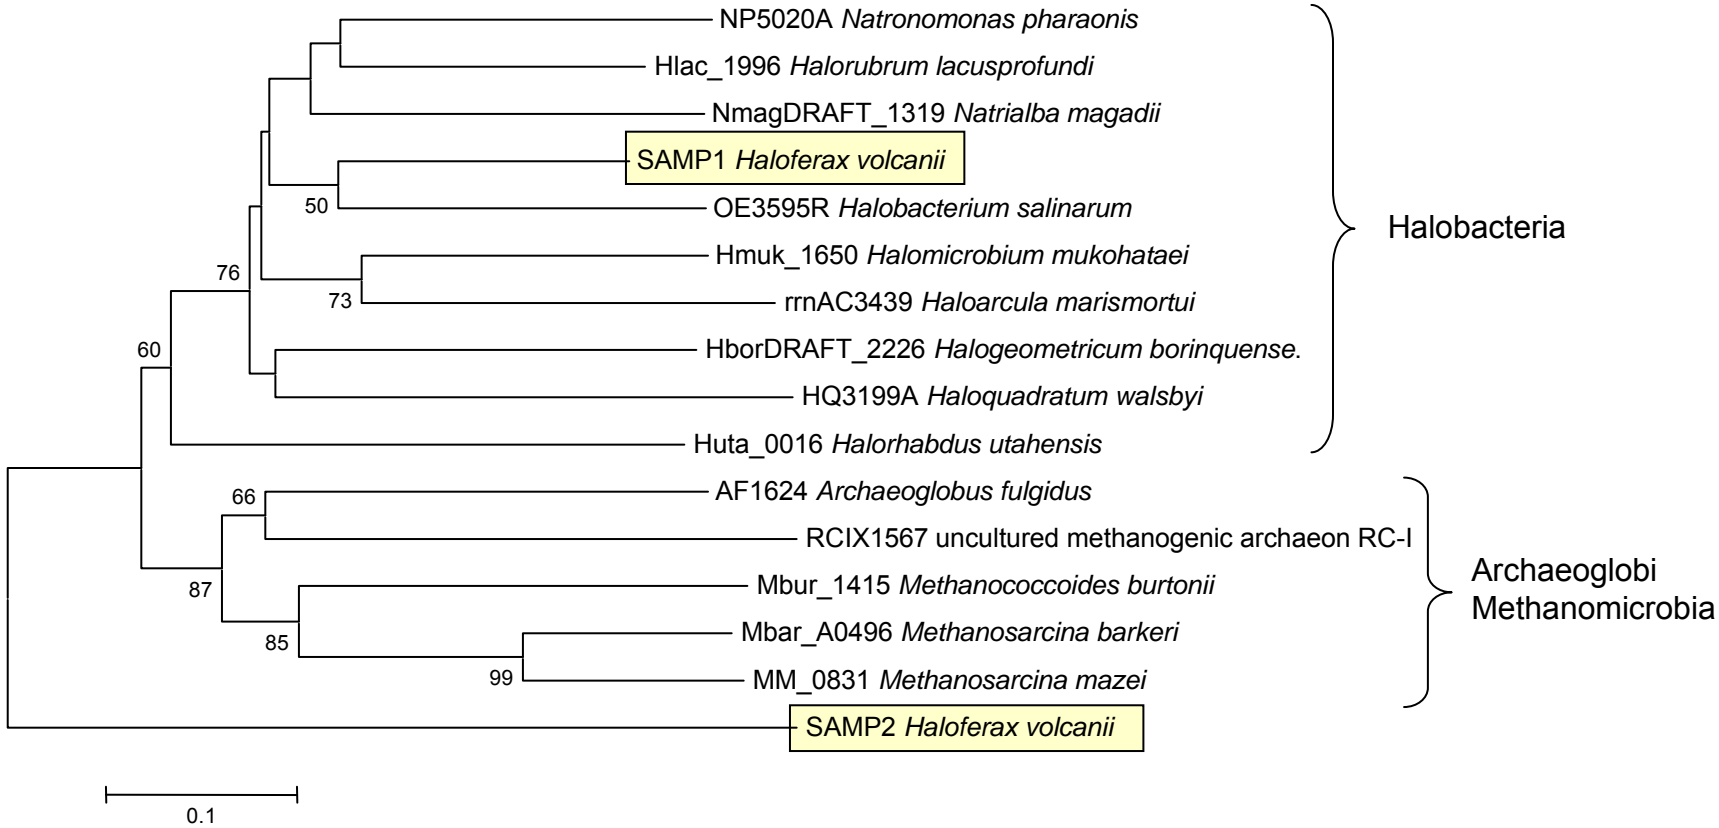 NP5020A Natronomonas pharaonis
Hlac_1996 Halorubrum lacusprofundi
NmagDRAFT_1319 Natrialba magadii
SAMP1 Haloferax volcanii
50
OE3595R Halobacterium salinarum
Halobacteria
Hmuk_1650 Halomicrobium mukohataei
76
73
rrnAC3439 Haloarcula marismortui
60
HborDRAFT_2226 Halogeometricum borinquense.
HQ3199A Haloquadratum walsbyi
Huta_0016 Halorhabdus utahensis
66
AF1624 Archaeoglobus fulgidus
RCIX1567 uncultured methanogenic archaeon RC-I
87
Mbur_1415 Methanococcoides burtonii
Archaeoglobi
Methanomicrobia
85
Mbar_A0496 Methanosarcina barkeri
99
MM_0831 Methanosarcina mazei
SAMP2 Haloferax volcanii
0.1